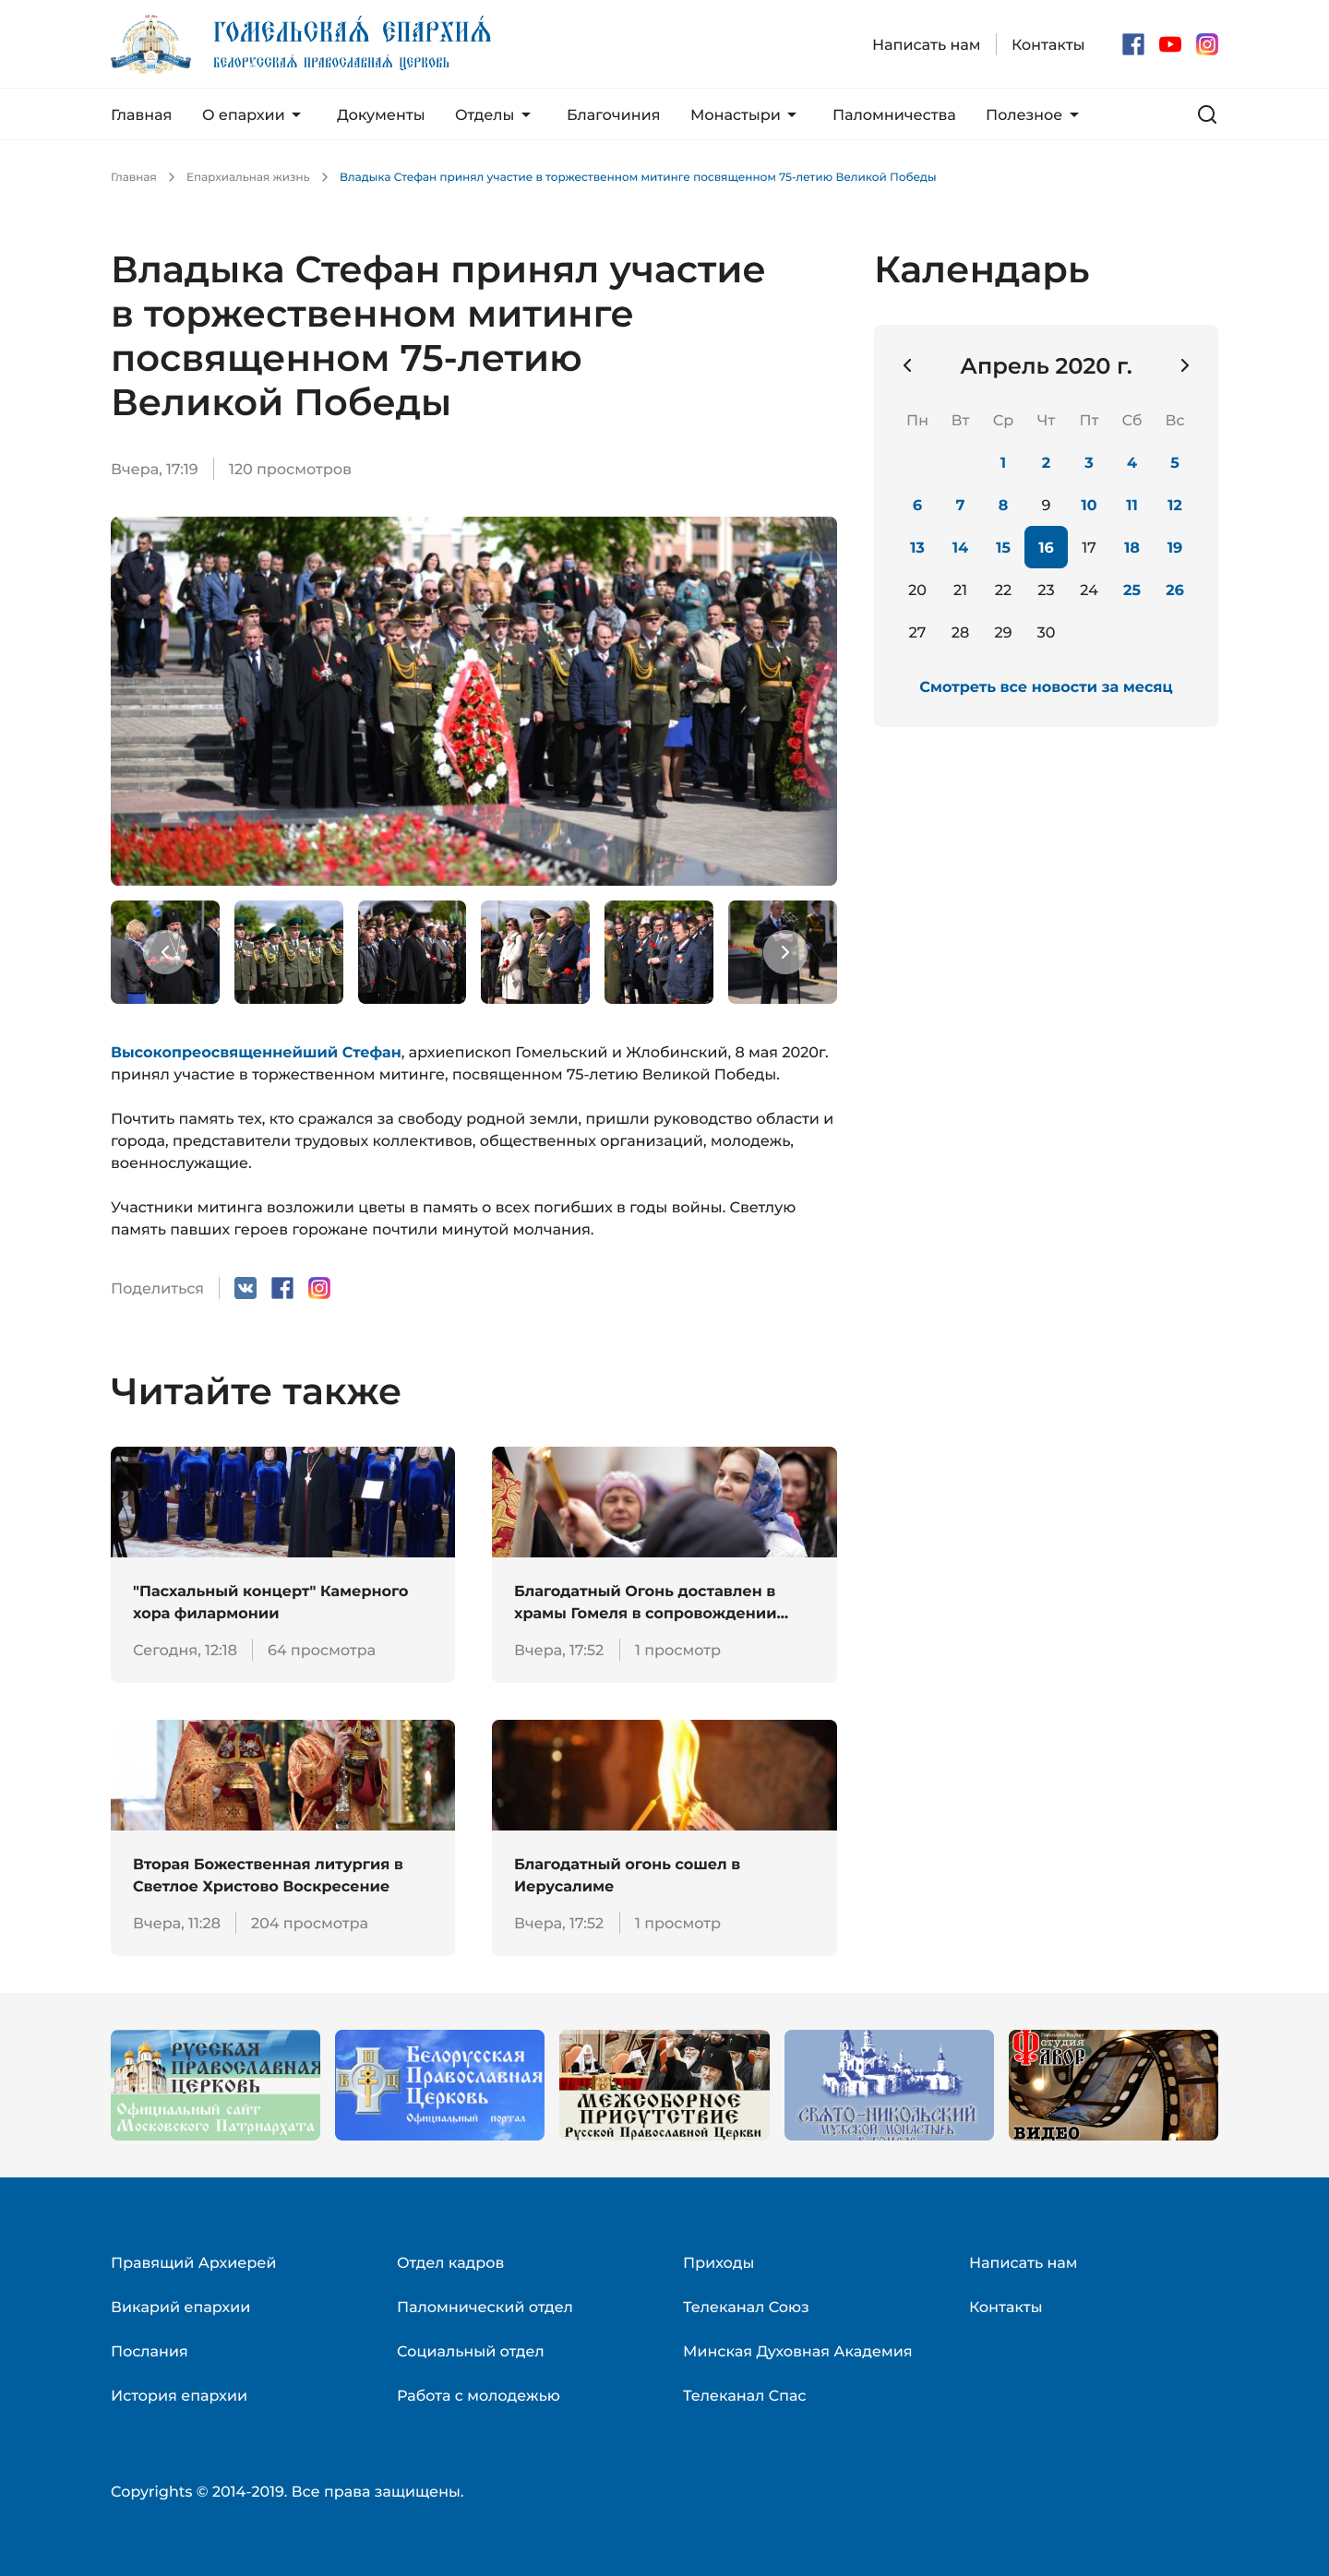 Гомельская Епархия
Белорусская Православная Церковь
Написать нам
Контакты
Главная
О епархии
Документы
Отделы
Благочиния
Монастыри
Паломничества
Полезное
Главная
Епархиальная жизнь
Владыка Стефан принял участие в торжественном митинге посвященном 75-летию Великой Победы
Владыка Стефан принял участие
в торжественном митинге
посвященном 75-летию
Великой Победы
Вчера, 17:19
120 просмотров
Календарь
Апрель 2020 г.
Пн Вт Ср Чт Пт Сб Вс
1 2 3 4 5
6 7 8 9 10 11 12
13 14 15 16 17 18 19
20 21 22 23 24 25 26
27 28 29 30
Смотреть все новости за месяц
Высокопреосвященнейший Стефан, архиепископ Гомельский и Жлобинский, 8 мая 2020г.
принял участие в торжественном митинге, посвященном 75-летию Великой Победы.
Почтить память тех, кто сражался за свободу родной земли, пришли руководство области и
города, представители трудовых коллективов, общественных организаций, молодежь,
военнослужащие.
Участники митинга возложили цветы в память о всех погибших в годы войны. Светлую
память павших героев горожане почтили минутой молчания.
Поделиться
Читайте также
"Пасхальный концерт" Камерного
хора филармонии
Сегодня, 12:18
64 просмотра
Благодатный Огонь доставлен в
храмы Гомеля в сопровождении...
Вчера, 17:52
1 просмотр
Вторая Божественная литургия в
Светлое Христово Воскресение
Вчера, 11:28
204 просмотра
Благодатный огонь сошел в
Иерусалиме
Вчера, 17:52
1 просмотр
Русская
Православная
Церковь
Официальный сайт
Московского Патриархата
БПЦ
Белорусская
Православная
Церковь
Официальный портал
Межсоборное
присутствие
Русской Православной Церкви
Свято-Никольский
мужской монастырь
в Гомеле
студия
Фавор
видео
Правящий Архиерей
Викарий епархии
Послания
История епархии
Отдел кадров
Паломнический отдел
Социальный отдел
Работа с молодежью
Приходы
Телеканал Союз
Минская Духовная Академия
Телеканал Спас
Написать нам
Контакты
Copyrights © 2014-2019. Все права защищены.